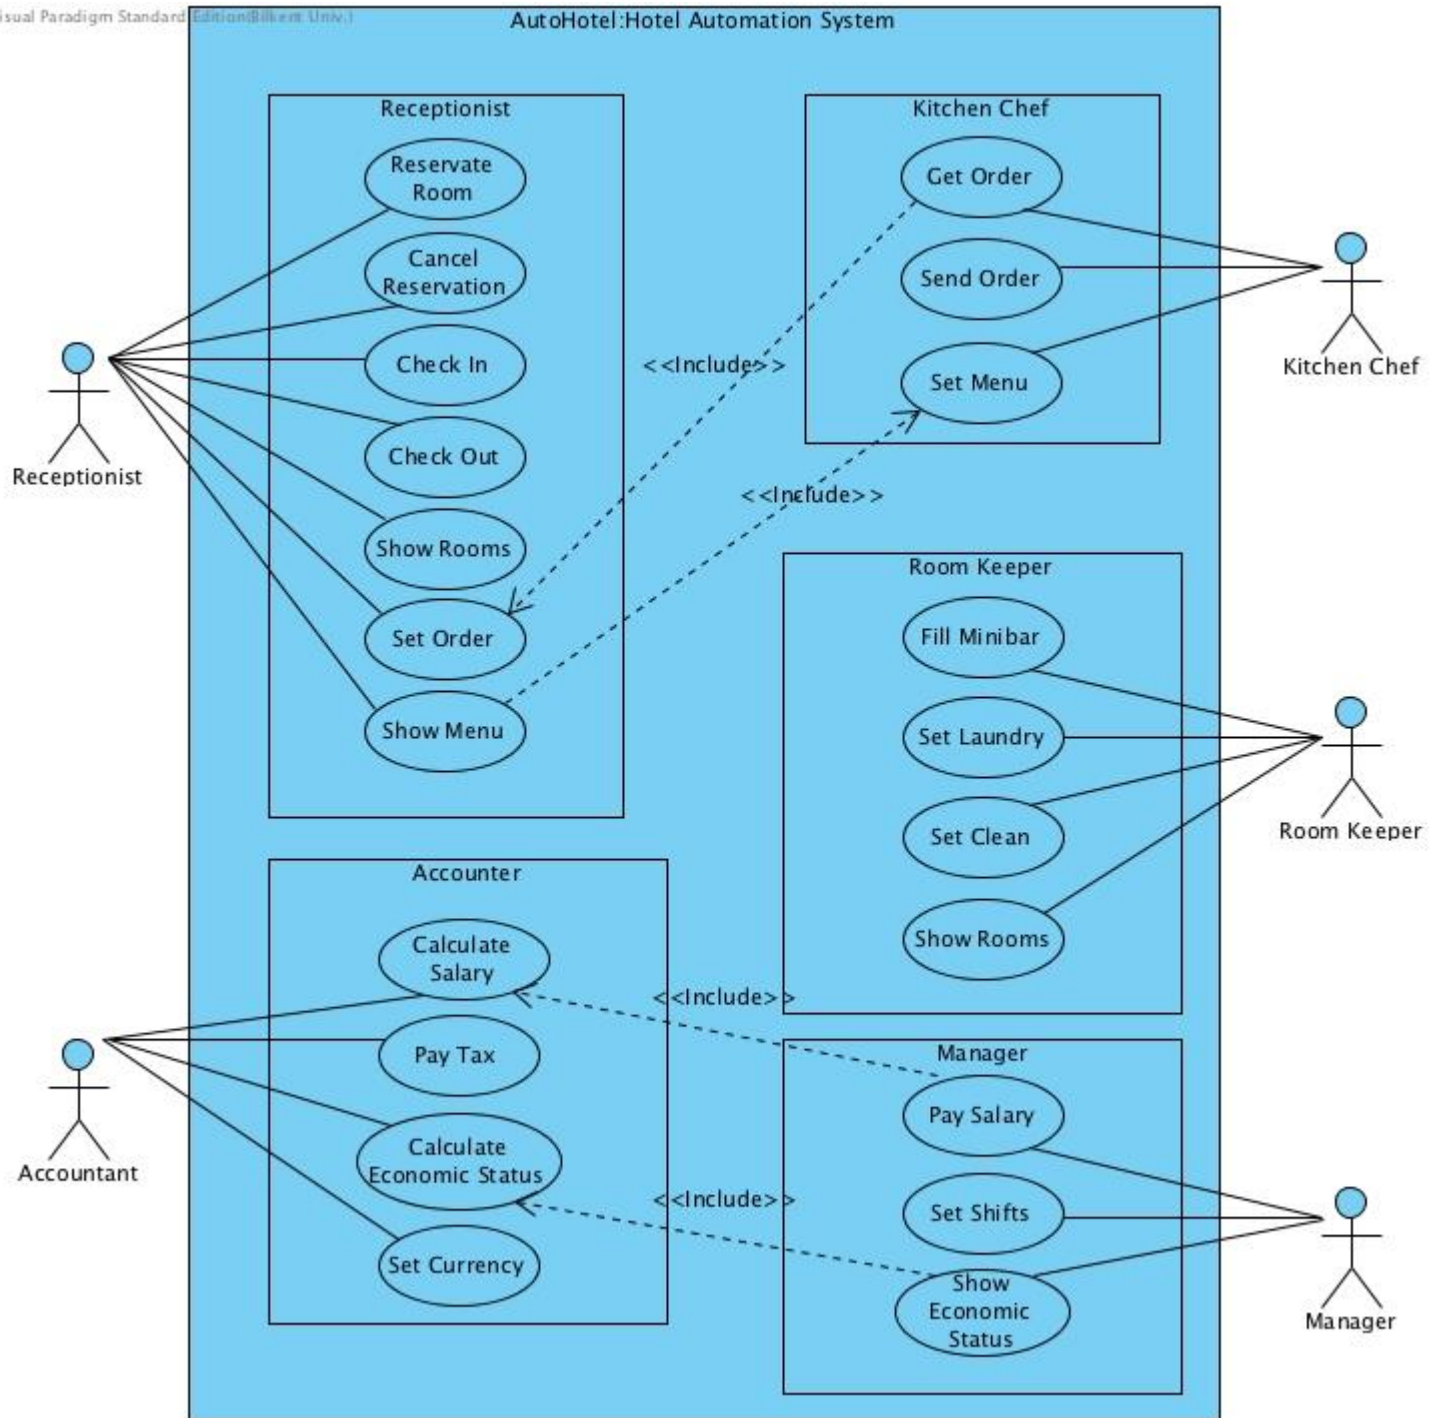 isual Paradigm Standard Edition(Bilkent Univ.)
AutoHotel:Hotel Automation System
Receptionist
Reservate
Room
Cancel
Reservation
Check In
Check Out
Show Rooms
Set Order
Show Menu
Receptionist
Kitchen Chef
Get Order
Send Order
Set Menu
Kitchen Chef
<<Include>>
<<Include>>
Room Keeper
Fill Minibar
Set Laundry
Set Clean
Show Rooms
Room Keeper
Accounter
Calculate
Salary
Pay Tax
Calculate
Economic Status
Set Currency
Accountant
<<Include>>
<<Include>>
Manager
Pay Salary
Set Shifts
Show
Economic
Status
Manager